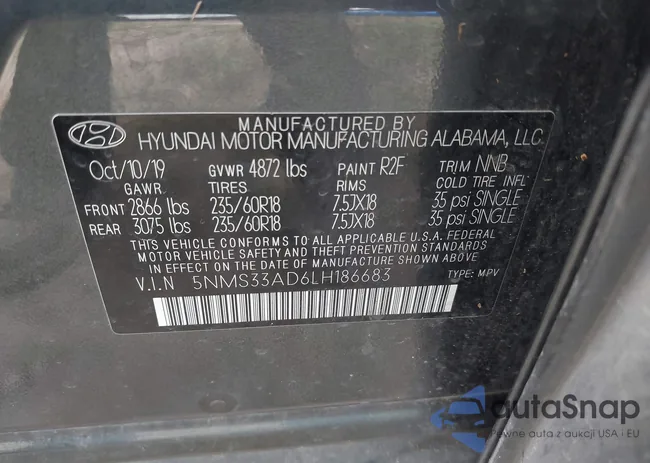 MANUFACTURED BY
HYUNDAI MOTOR MANUFACTURING ALABAMA, LLC.
Oct/10/19 GVWR 4872 lbs PAINT R2F TRIM NNB
GAWR TIRES RIMS COLD TIRE INFL
FRONT 2866 lbs 235/60R18 7.5JX18 35 psi SINGLE
REAR 3075 lbs 235/60R18 7.5JX18 35 psi SINGLE
THIS VEHICLE CONFORMS TO ALL APPLICABLE U.S.A. FEDERAL
MOTOR VEHICLE SAFETY AND THEFT PREVENTION STANDARDS
IN EFFECT ON THE DATE OF MANUFACTURE SHOWN ABOVE
V.I.N 5NMS33AD6LH186683 TYPE: MPV
autoSnap
Pewne auta z aukcji USA i EU